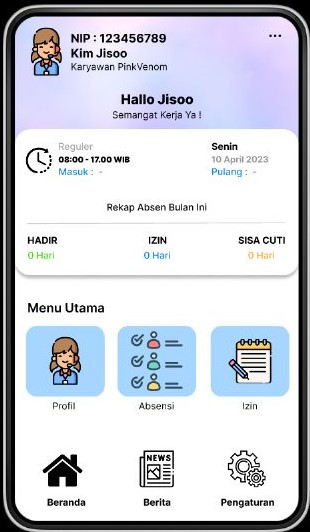 NIP : 123456789
Kim Jisoo
Karyawan PinkVenom
Hallo Jisoo
Semangat Kerja Ya !
Reguler
Senin
08:00 - 17.00 WIB
10 April 2023
Masuk : -
Pulang : -
Rekap Absen Bulan Ini
HADIR
IZIN
SISA CUTI
0 Hari
0 Hari
0 Hari
Menu Utama
Profil
Absensi
Izin
NEWS
Beranda
Berita
Pengaturan